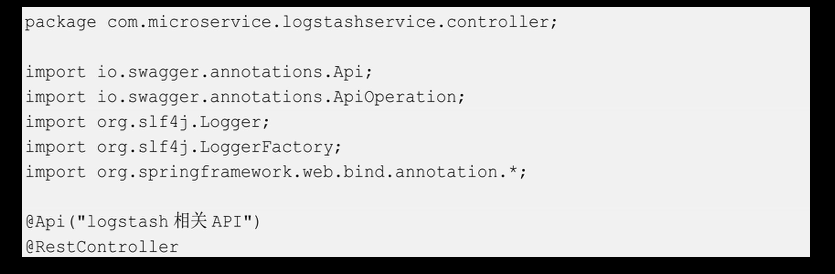 package com.microservice.logstashservice.controller;
import io.swagger.annotations.Api;
import io.swagger.annotations.ApiOperation;
import org.slf4j.Logger;
import org.slf4j.LoggerFactory;
import org.springframework.web.bind.annotation.*;
@Api("logstash 相关 API")
@RestController